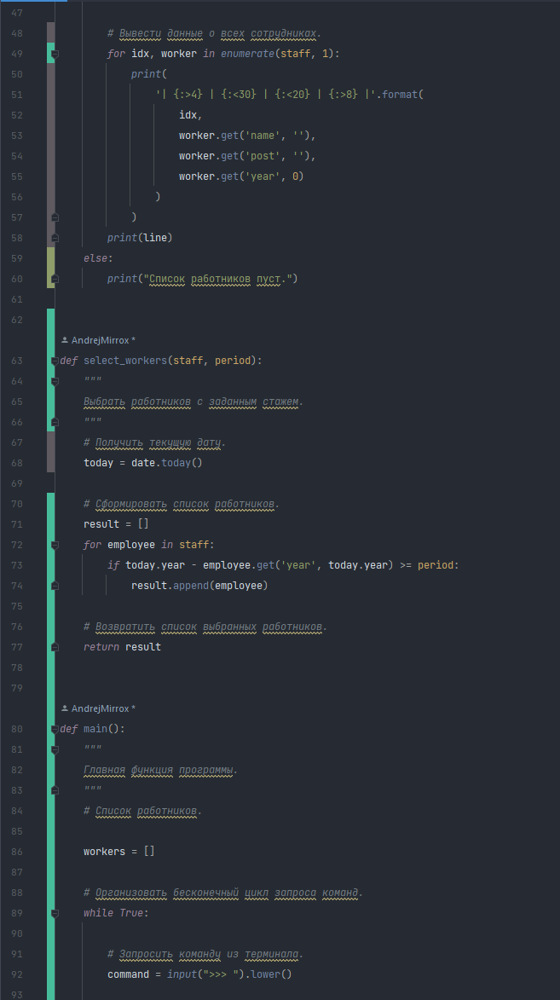 47
48 # Вывести данные о всех сотрудниках.
49 for idx, worker in enumerate(staff, 1):
50 print(
51 '| {:>4} | {:<30} | {:<20} | {:>8} |'.format(
52 idx,
53 worker.get('name', ''),
54 worker.get('post', ''),
55 worker.get('year', 0)
56 )
57 )
58 print(line)
59 else:
60 print("Список работников пуст.")
61
62
AndrejMirrox *
63 def select_workers(staff, period):
64 """
65 Выбрать работников с заданным стажем.
66 """
67 # Получить текущую дату.
68 today = date.today()
69
70 # Сформировать список работников.
71 result = []
72 for employee in staff:
73 if today.year - employee.get('year', today.year) >= period:
74 result.append(employee)
75
76 # Возвратить список выбранных работников.
77 return result
78
79
AndrejMirrox *
80 def main():
81 """
82 Главная функция программы.
83 """
84 # Список работников.
85
86 workers = []
87
88 # Организовать бесконечный цикл запроса команд.
89 while True:
90
91 # Запросить команду из терминала.
92 command = input(">>> ").lower()
93